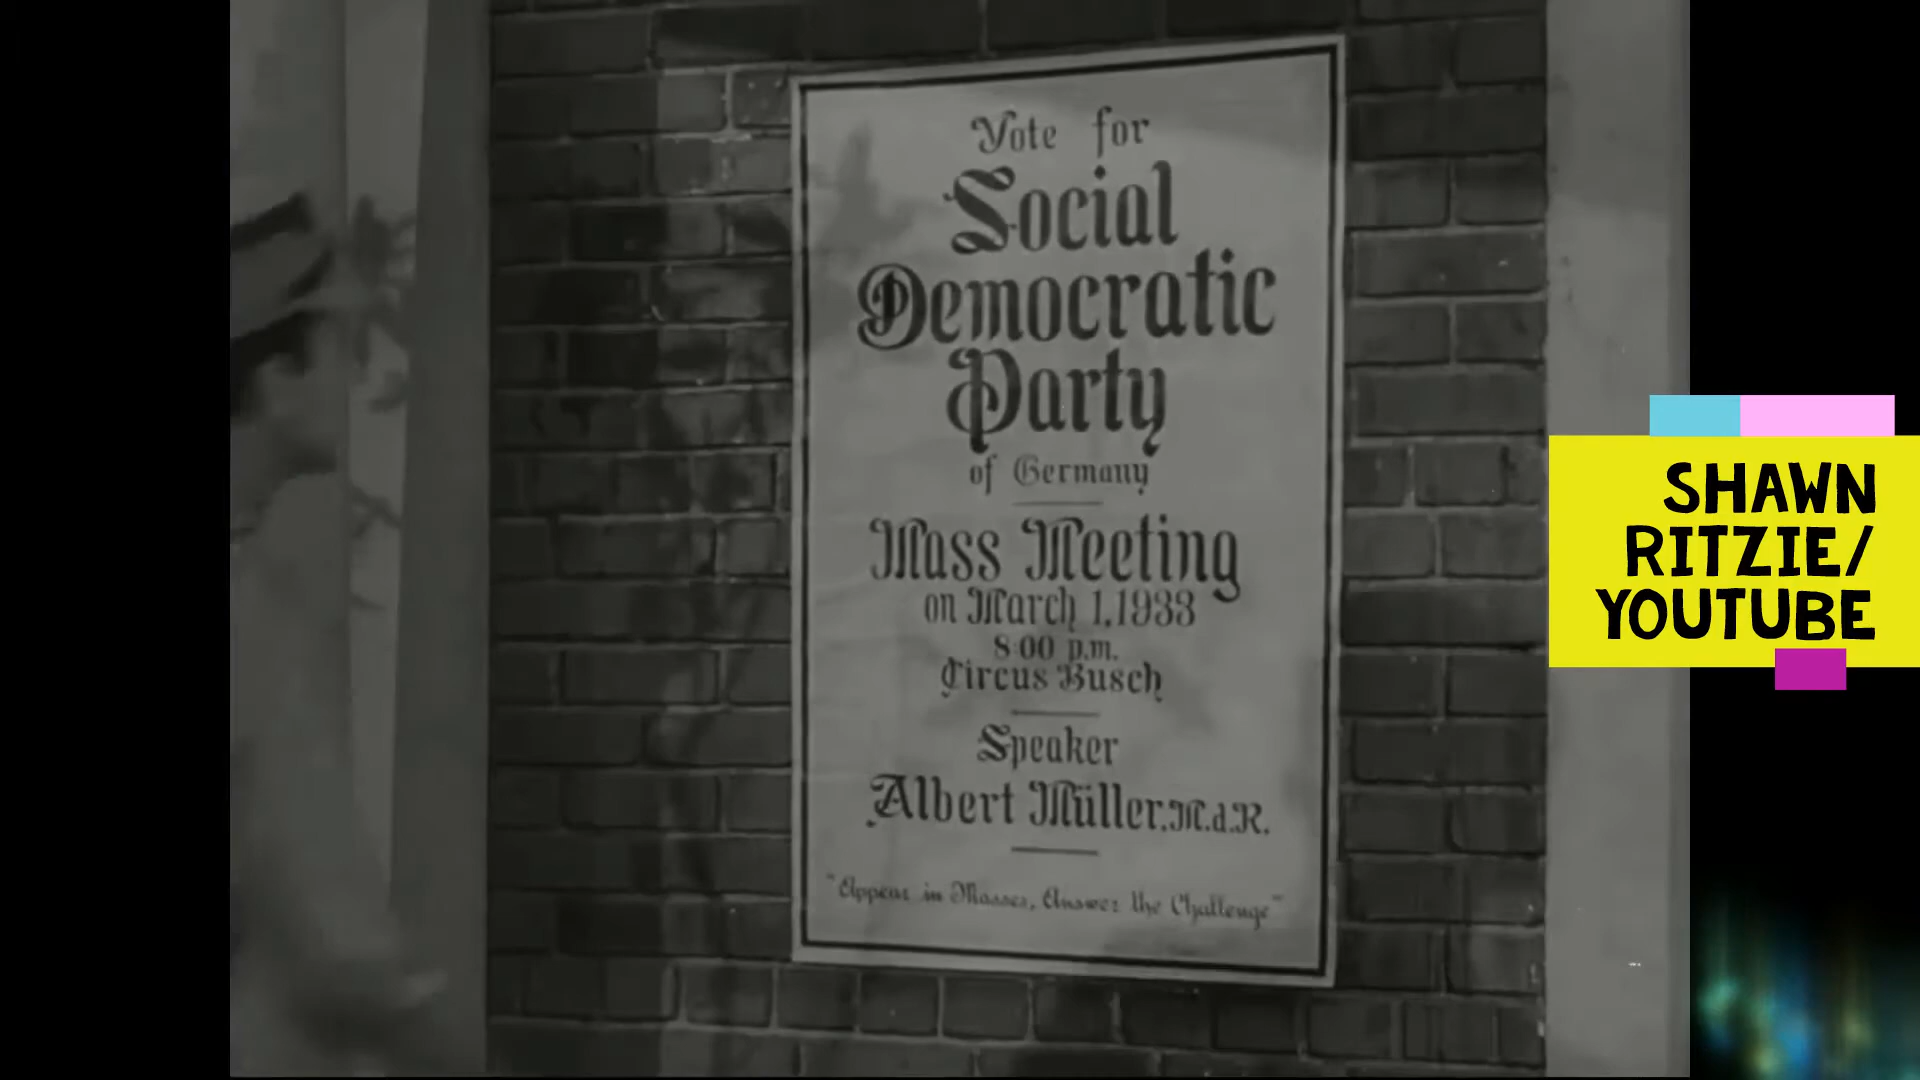 Vote for
Social
Democratic
Party
of Germany
Mass Meeting
on March 1, 1933
8:00 p.m.
Circus Busch
Speaker
Albert Müller, M.d.R.
"Appear in Masses, Answer the Challenge"
SHAWN
RITZIE/
YOUTUBE